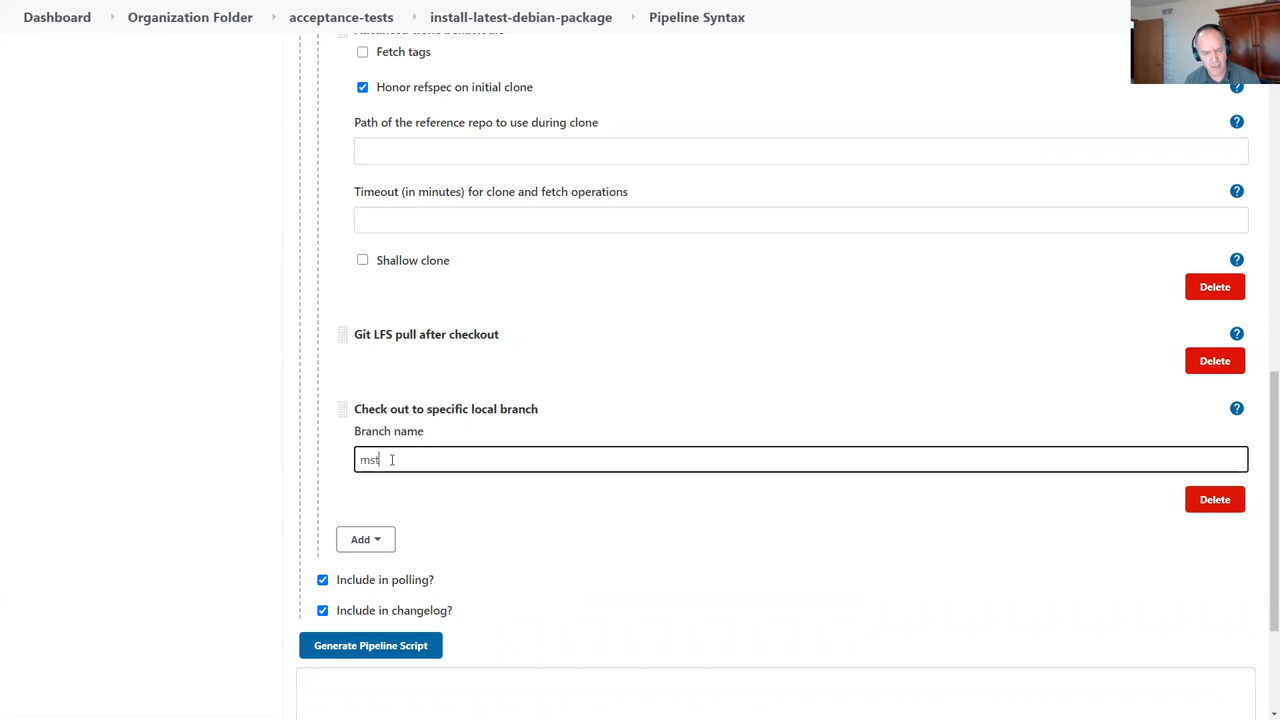 Dashboard
Organization Folder
acceptance-tests
install-latest-debian-package
Pipeline Syntax
Fetch tags
Honor refspec on initial clone
?
Path of the reference repo to use during clone
?
Timeout (in minutes) for clone and fetch operations
?
Shallow clone
?
Delete
Git LFS pull after checkout
?
Delete
Check out to specific local branch
?
Branch name
mst
Delete
Add
Include in polling?
Include in changelog?
Generate Pipeline Script